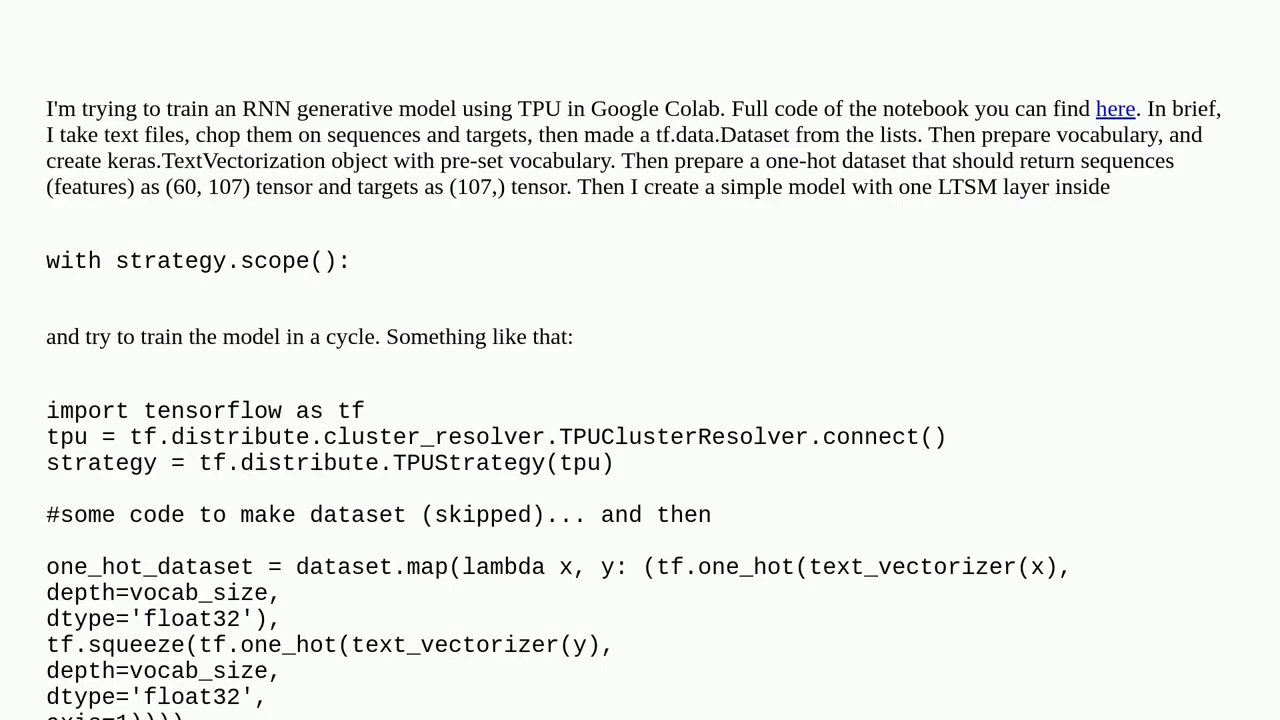 I'm trying to train an RNN generative model using TPU in Google Colab. Full code of the notebook you can find here. In brief,
I take text files, chop them on sequences and targets, then made a tf.data.Dataset from the lists. Then prepare vocabulary, and
create keras.TextVectorization object with pre-set vocabulary. Then prepare a one-hot dataset that should return sequences
(features) as (60, 107) tensor and targets as (107,) tensor. Then I create a simple model with one LTSM layer inside
with strategy.scope():
and try to train the model in a cycle. Something like that:
import tensorflow as tf
tpu = tf.distribute.cluster_resolver.TPUClusterResolver.connect()
strategy = tf.distribute.TPUStrategy(tpu)
#some code to make dataset (skipped)... and then
one_hot_dataset = dataset.map(lambda x, y: (tf.one_hot(text_vectorizer(x),
depth=vocab_size,
dtype='float32'),
tf.squeeze(tf.one_hot(text_vectorizer(y),
depth=vocab_size,
dtype='float32',
axis=1))))